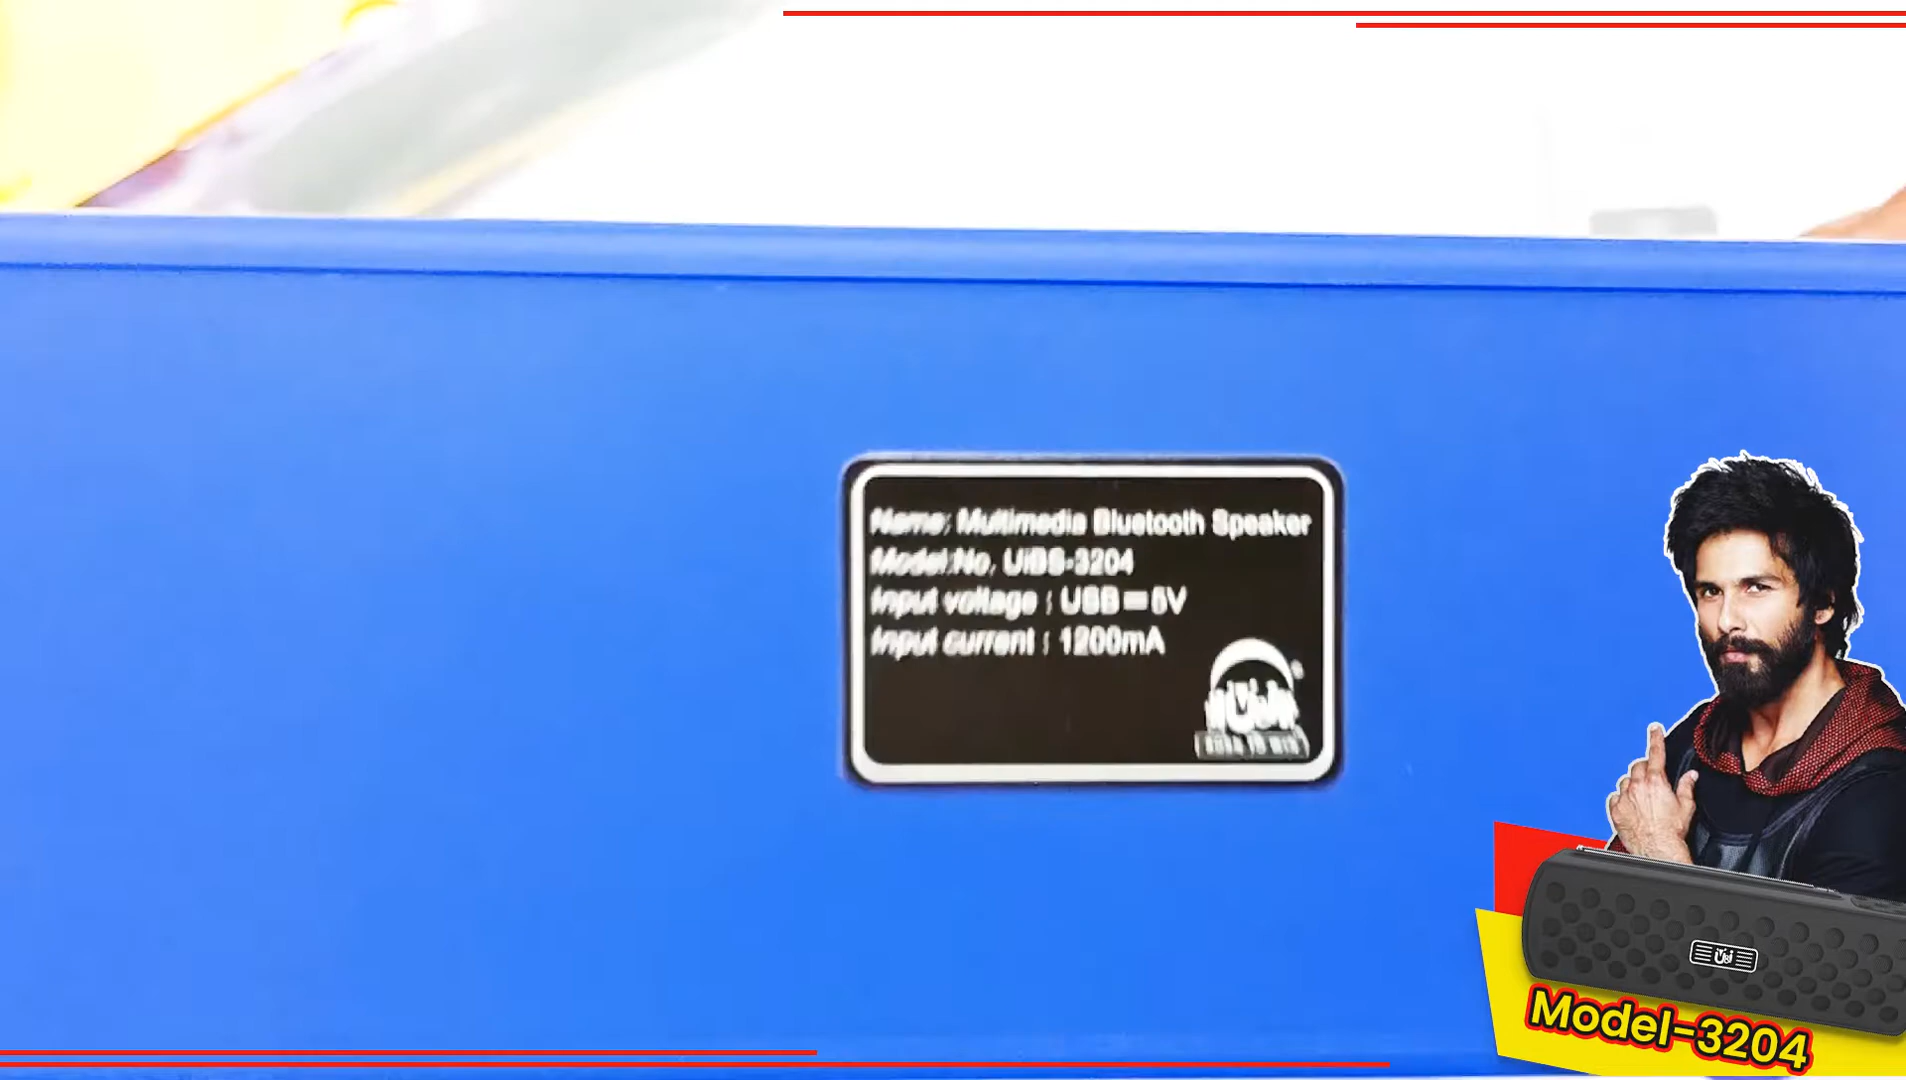 Name: Multimedia Bluetooth Speaker
Model No. UiBS-3204
Input voltage : USB=5V
Input current : 1200mA
Model-3204